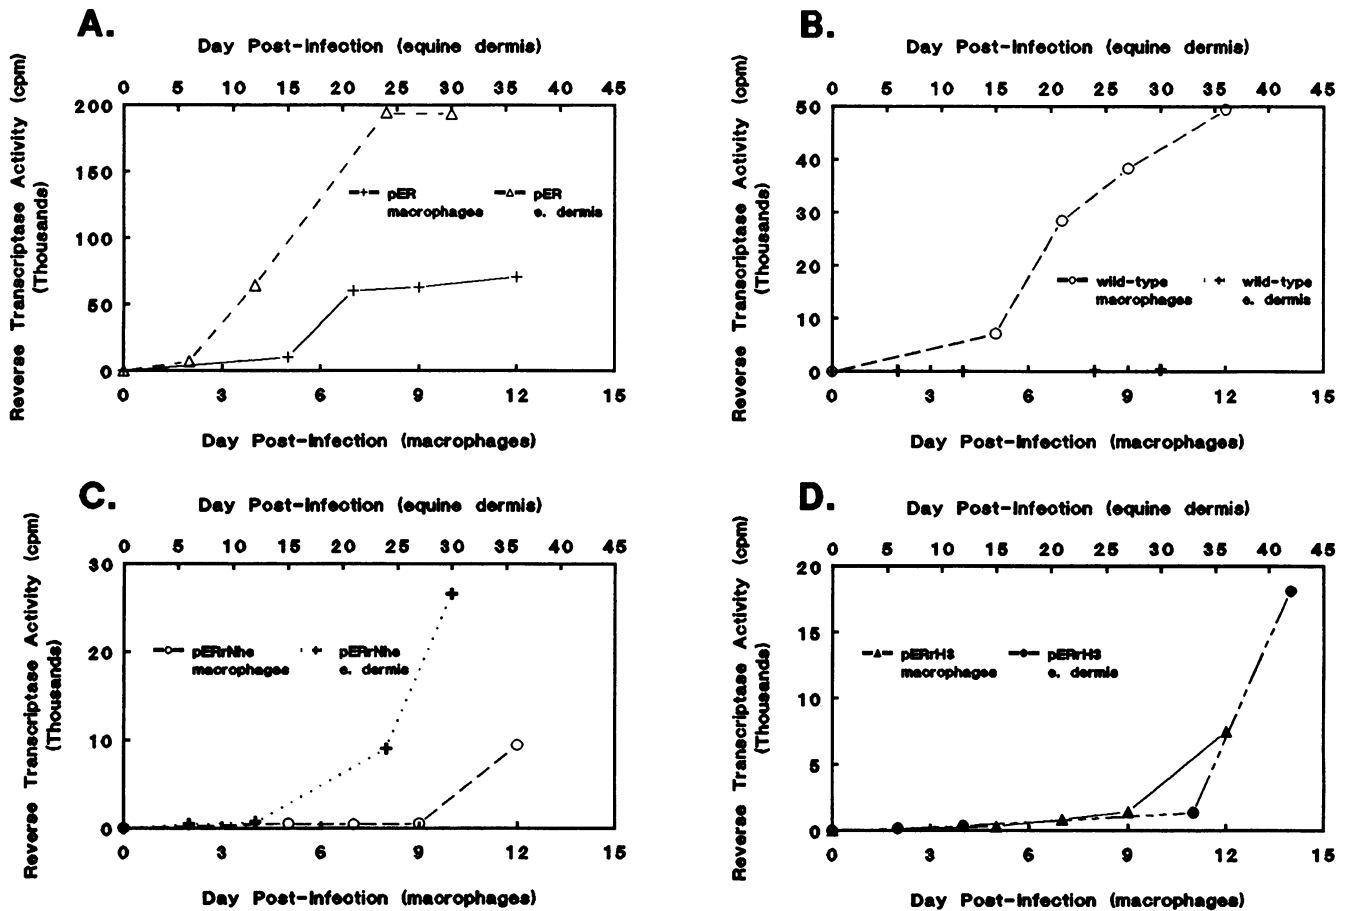 A.
Day Post-Infection (equine dermis)
0 5 10 15 20 25 30 35 40 45
Reverse Transcriptase Activity (cpm)
(Thousands)
200
150
100
50
0
pER pER
macrophages e. dermis
0 3 6 9 12 15
Day Post-Infection (macrophages)
B.
Day Post-Infection (equine dermis)
0 5 10 15 20 25 30 35 40 45
Reverse Transcriptase Activity (cpm)
(Thousands)
50
40
30
20
10
0
wild-type wild-type
macrophages e. dermis
0 3 6 9 12 15
Day Post-Infection (macrophages)
C.
Day Post-Infection (equine dermis)
0 5 10 15 20 25 30 35 40 45
Reverse Transcriptase Activity (cpm)
(Thousands)
30
20
10
0
pERrNhe pERrNhe
macrophages e. dermis
0 3 6 9 12 15
Day Post-Infection (macrophages)
D.
Day Post-Infection (equine dermis)
0 5 10 15 20 25 30 35 40 45
Reverse Transcriptase Activity (cpm)
(Thousands)
20
15
10
5
0
pERrH3 pERrH3
macrophages e. dermis
0 3 6 9 12 15
Day Post-Infection (macrophages)